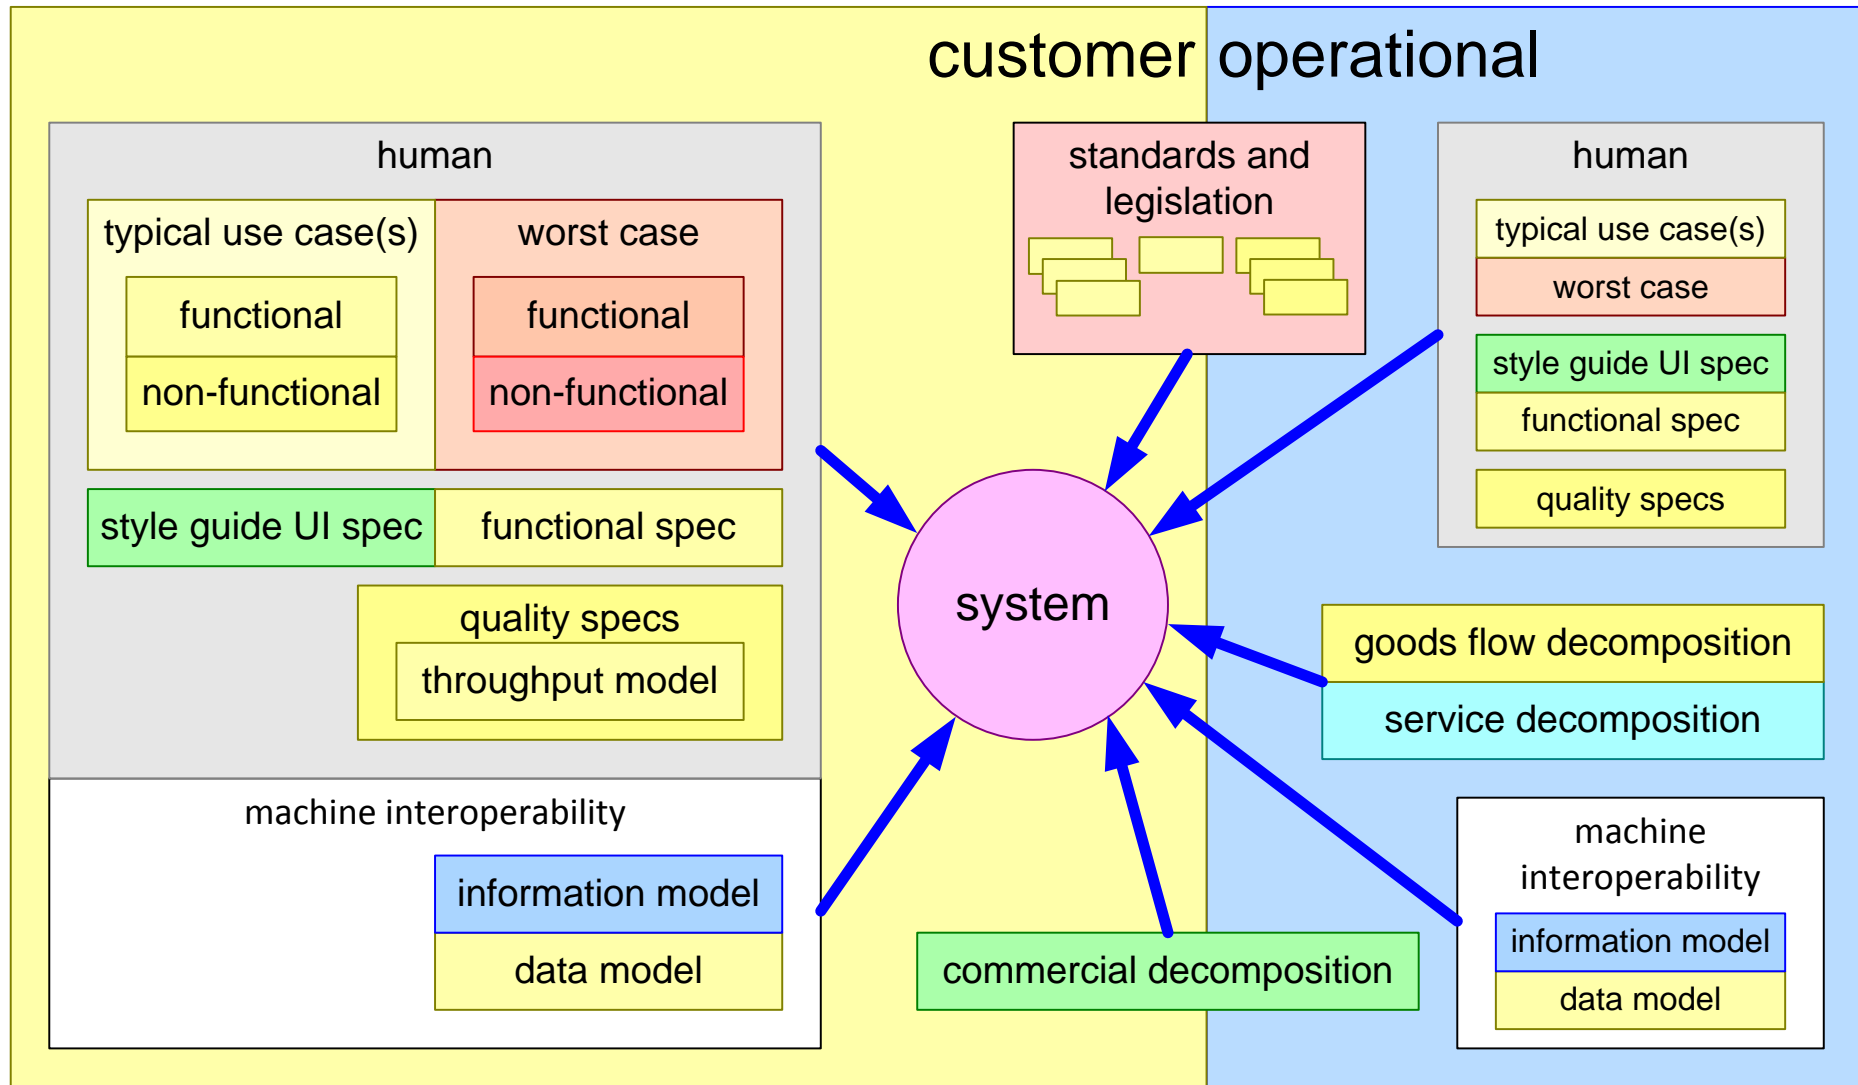 customer operational
human
typical use case(s)
worst case
functional
functional
non-functional
non-functional
style guide UI spec
functional spec
quality specs
throughput model
machine interoperability
information model
data model
standards and
legislation
system
commercial decomposition
human
typical use case(s)
worst case
style guide UI spec
functional spec
quality specs
goods flow decomposition
service decomposition
machine
interoperability
information model
data model